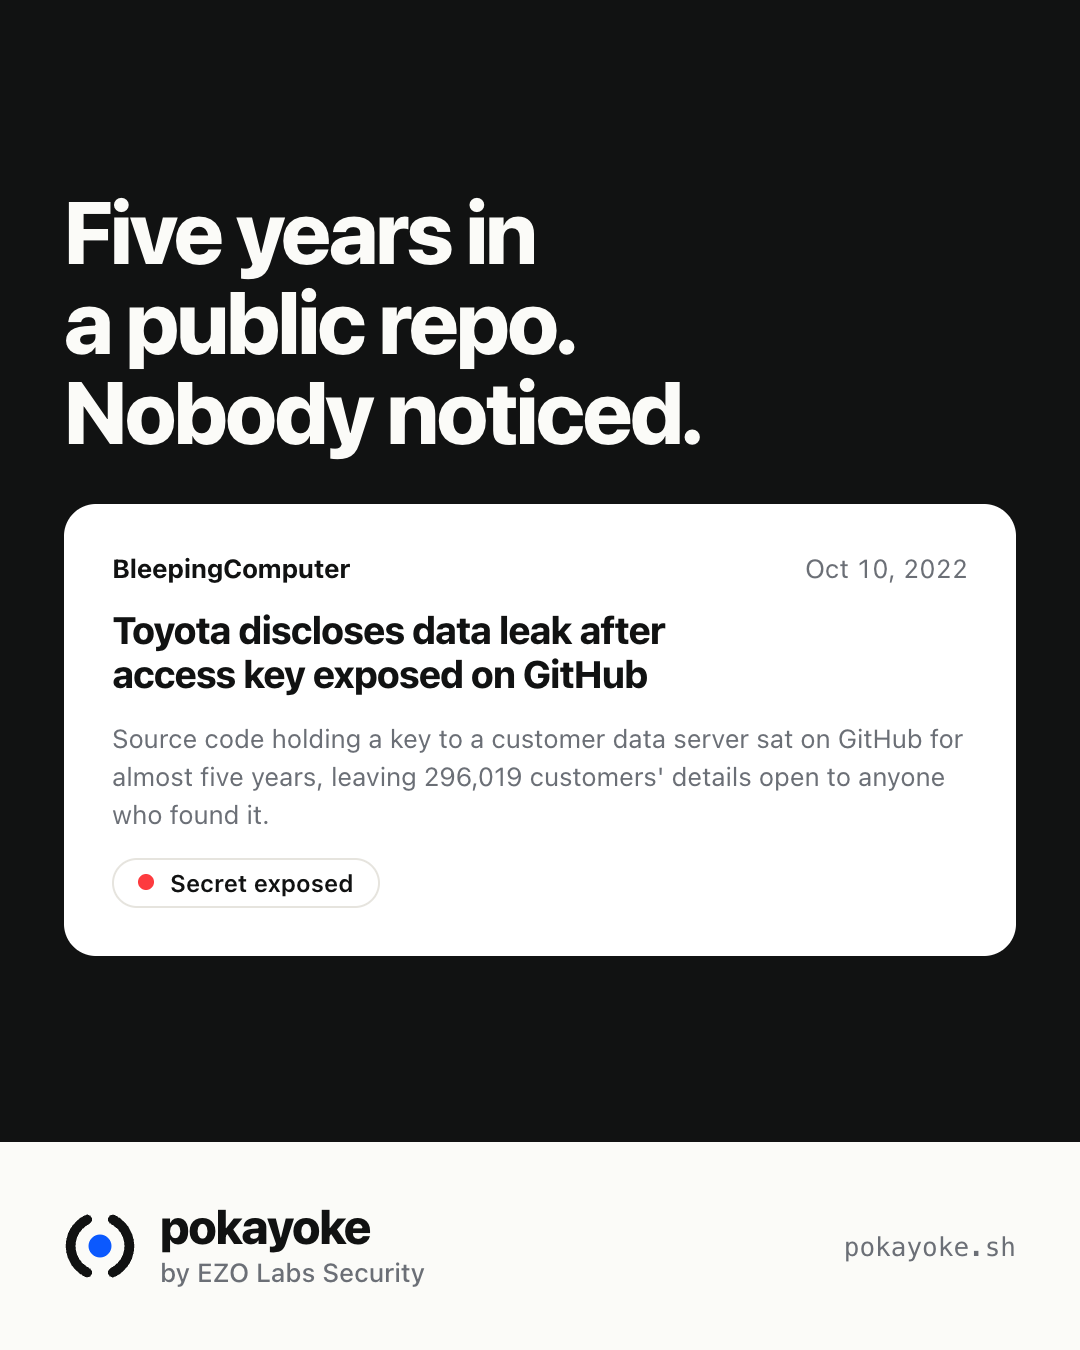 Five years in
a public repo.
Nobody noticed.
BleepingComputer
Oct 10, 2022
Toyota discloses data leak after
access key exposed on GitHub
Source code holding a key to a customer data server sat on GitHub for
almost five years, leaving 296,019 customers' details open to anyone
who found it.
Secret exposed
pokayoke
by EZO Labs Security
pokayoke.sh